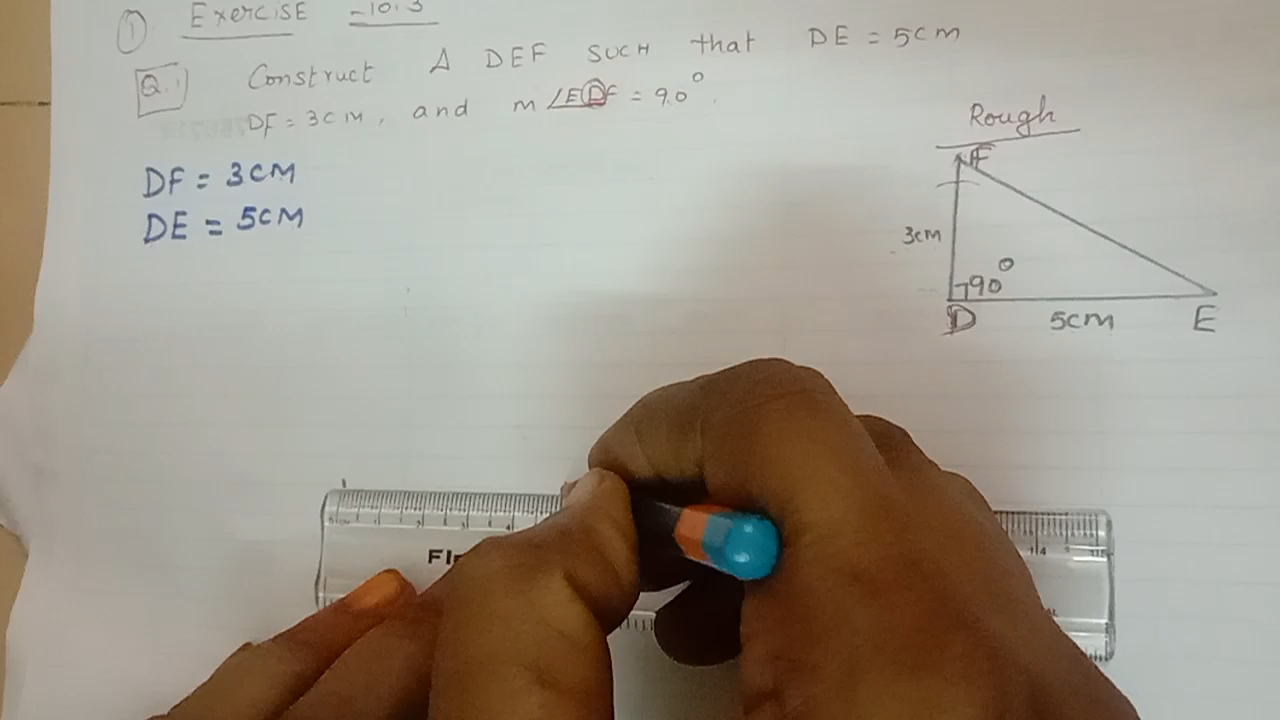 ① Exercise - 10.3
Q.1 Construct Δ DEF SUCH that DE = 5CM
DF = 3CM, and m∠EDF = 90°.
DF = 3CM
DE = 5CM
Rough
F
3cm
90°
D 5cm E